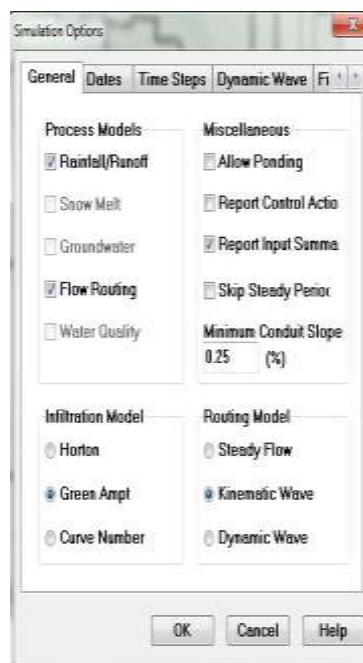 Simulation Options
X
General Dates Time Steps Dynamic Wave Fi
Process Models
Rainfall/Runoff
Snow Melt
Groundwater
Flow Routing
Water Quality
Miscellaneous
Allow Ponding
Report Control Actio
Report Input Summa
Skip Steady Perior
Minimum Conduit Slope
0.25 (%)
Infiltration Model
Horton
Green Ampt
Curve Number
Routing Model
Steady Flow
Kinematic Wave
Dynamic Wave
OK Cancel Help